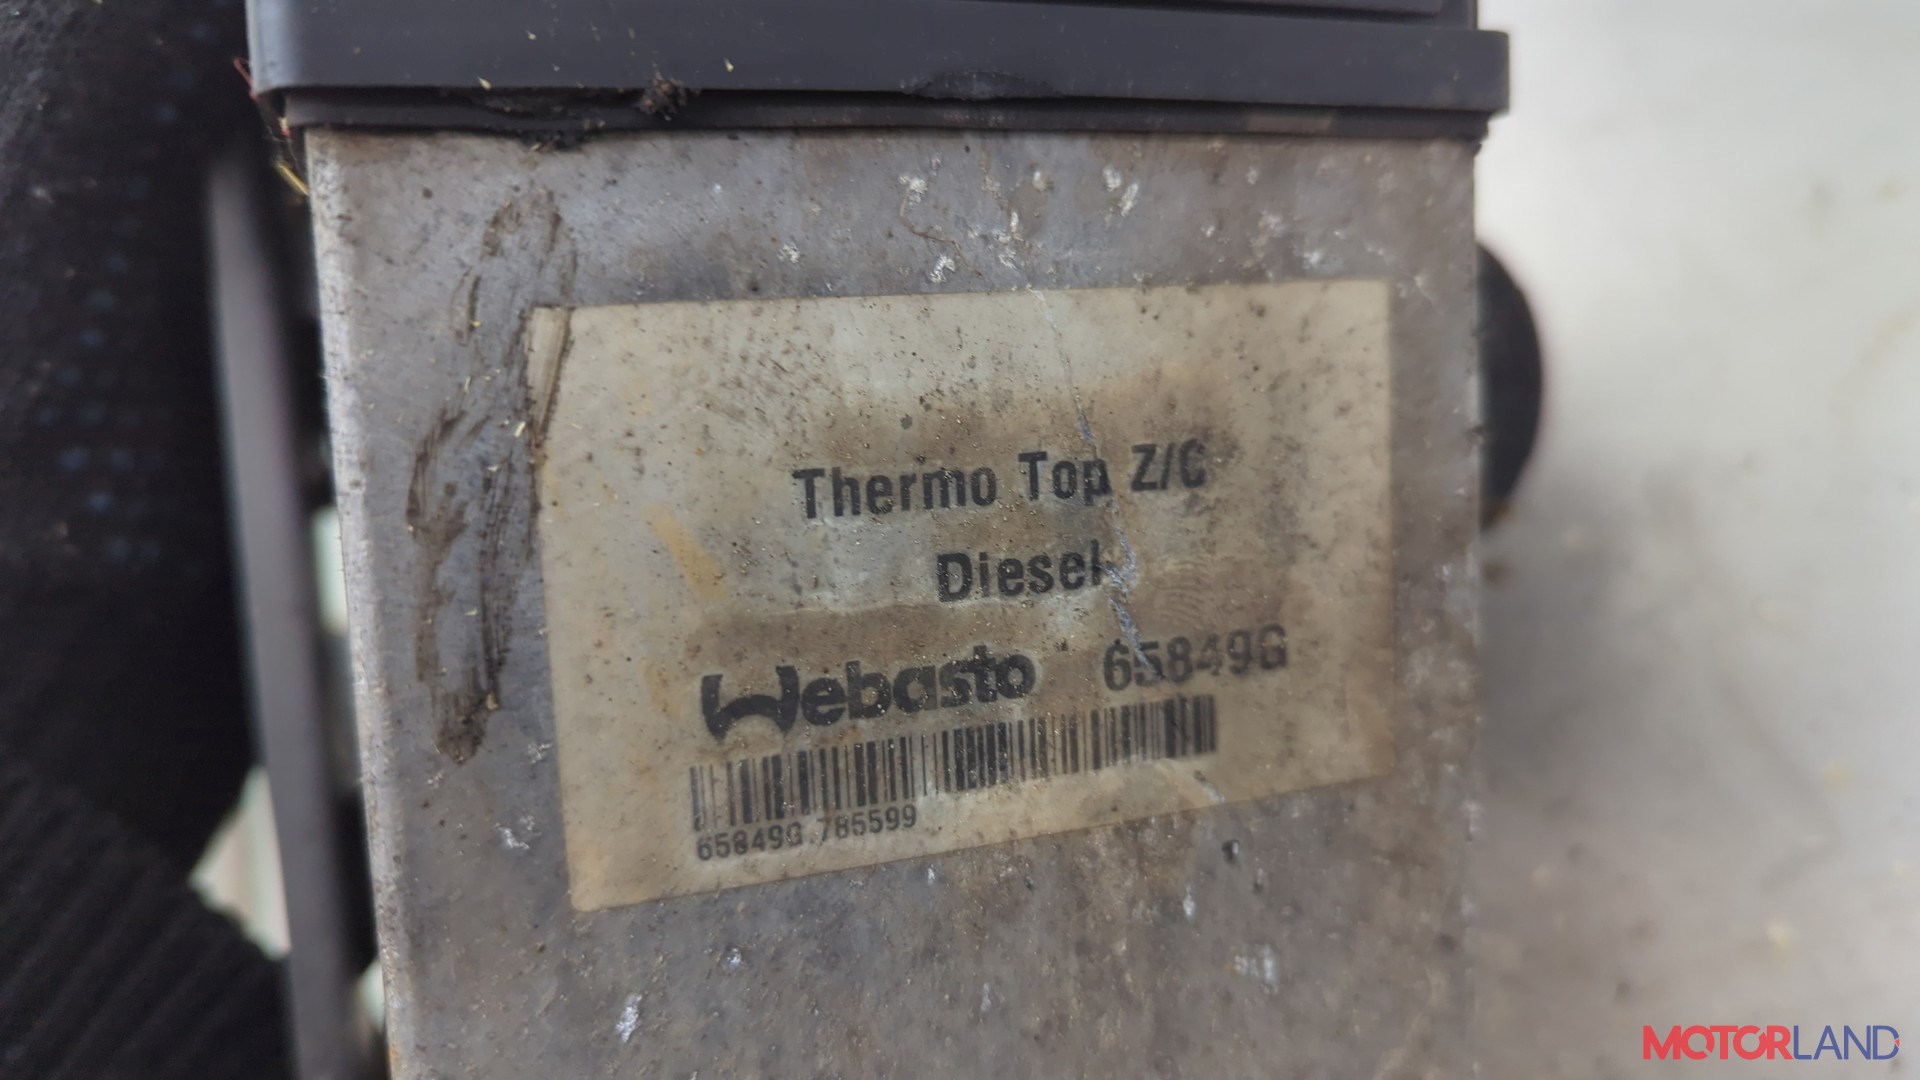 Thermo Top Z/C
Diesel
Webasto 65849G
65849G 785599
MOTORLAND